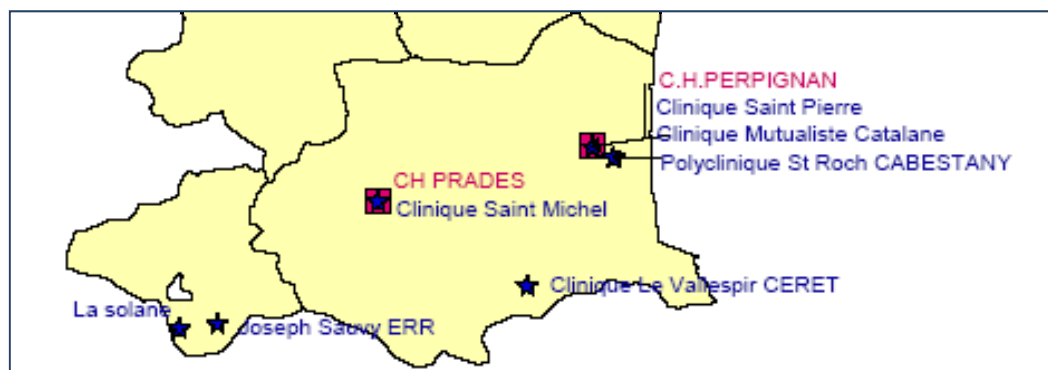 C.H.PERPIGNAN
Clinique Saint Pierre
Clinique Mutualiste Catalane
Polyclinique St Roch CABESTANY
CH PRADES
Clinique Saint Michel
Clinique Le Vallespir CERET
La solane
Joseph Sauvy ERR